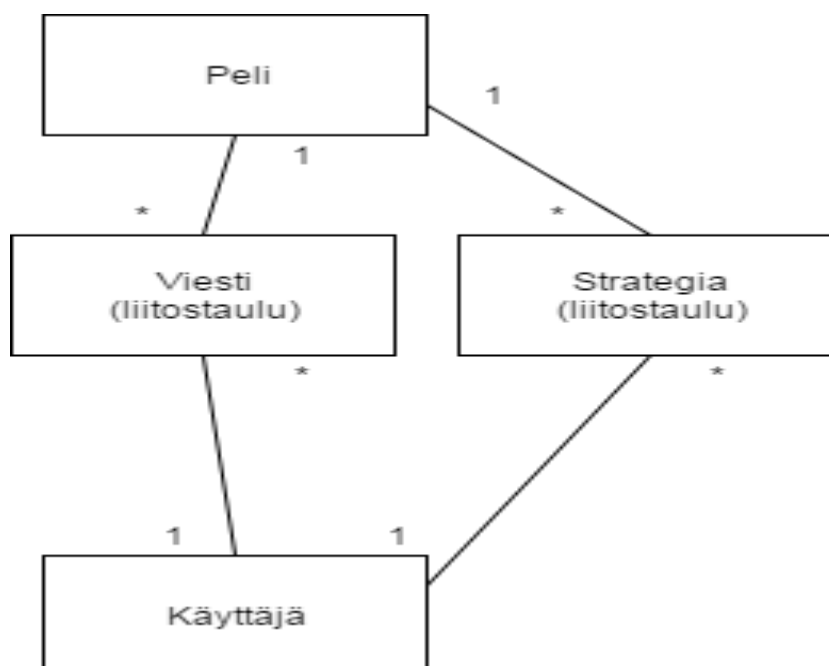 Peli
1
1
*
*
Viesti
(liitostaulu)
Strategia
(liitostaulu)
*
*
1
1
Käyttäjä